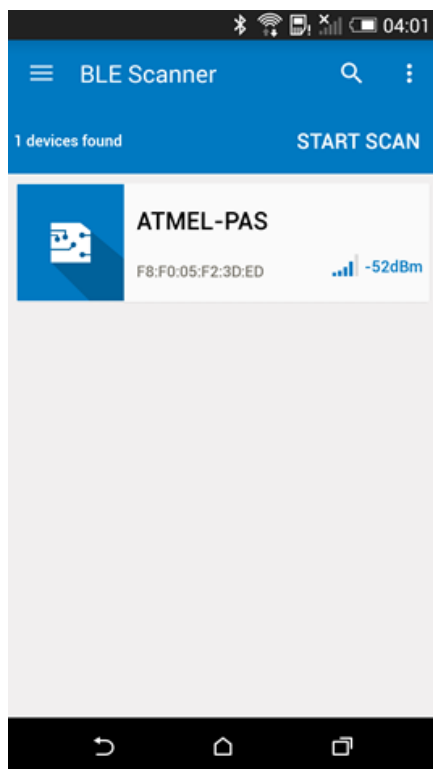 04:01
BLE Scanner
1 devices found START SCAN
ATMEL-PAS
F8:F0:05:F2:3D:ED -52dBm